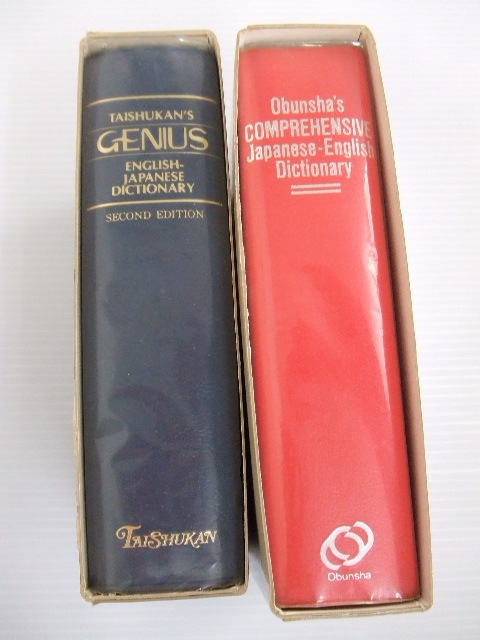 TAISHUKAN'S
GENIUS
ENGLISH-
JAPANESE
DICTIONARY
SECOND EDITION
TAISHUKAN
Obunsha's
COMPREHENSIVE
Japanese-English
Dictionary
Obunsha